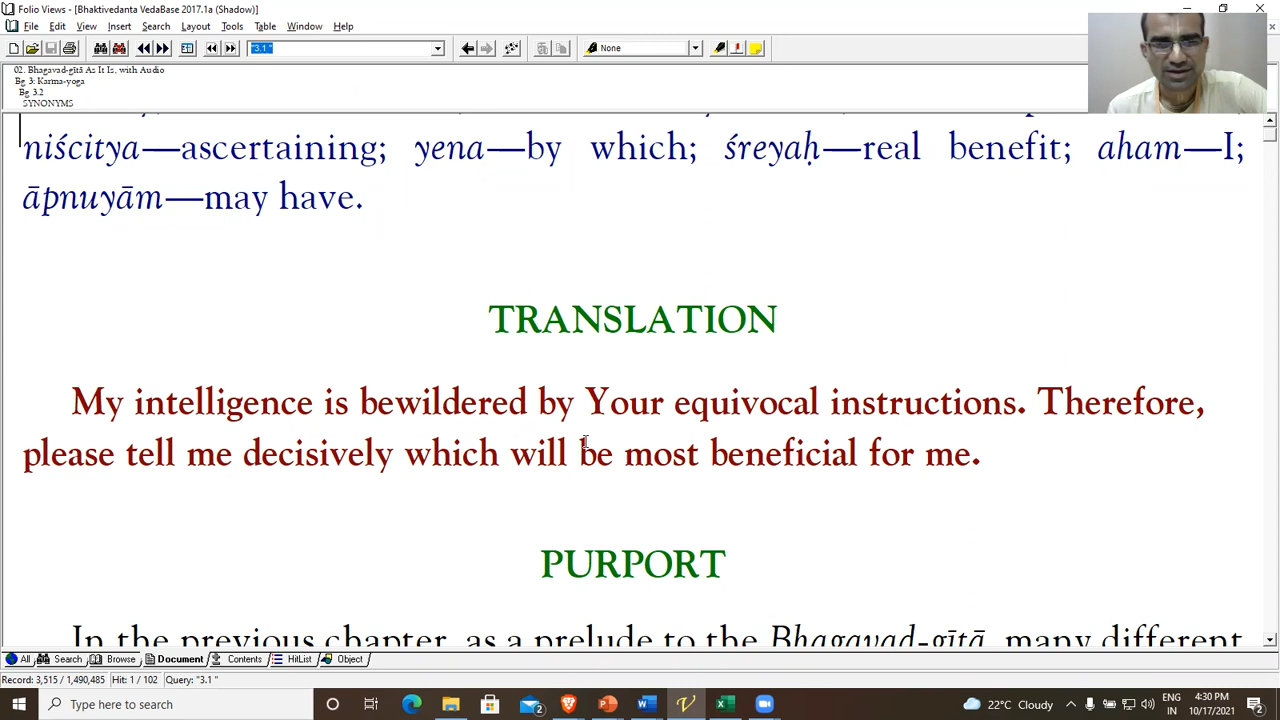 Folio Views - [Bhaktivedanta VedaBase 2017.1a (Shadow)]
File Edit View Insert Search Layout Tools Table Window Help
"3.1 " None
02. Bhagavad-gītā As It Is, with Audio
Bg 3: Karma-yoga
Bg 3.2
SYNONYMS
niścitya—ascertaining; yena—by which; śreyaḥ—real benefit; aham—I;
āpnuyām—may have.
TRANSLATION
My intelligence is bewildered by Your equivocal instructions. Therefore,
please tell me decisively which will be most beneficial for me.
PURPORT
In the previous chapter, as a prelude to the Bhagavad-gītā, many different
All Search Browse Document Contents HitList Object
Record: 3,515 / 1,490,485 Hit: 1 / 102 Query: "3.1 "
Type here to search 2 22°C Cloudy ENG IN 4:30 PM 10/17/2021 2